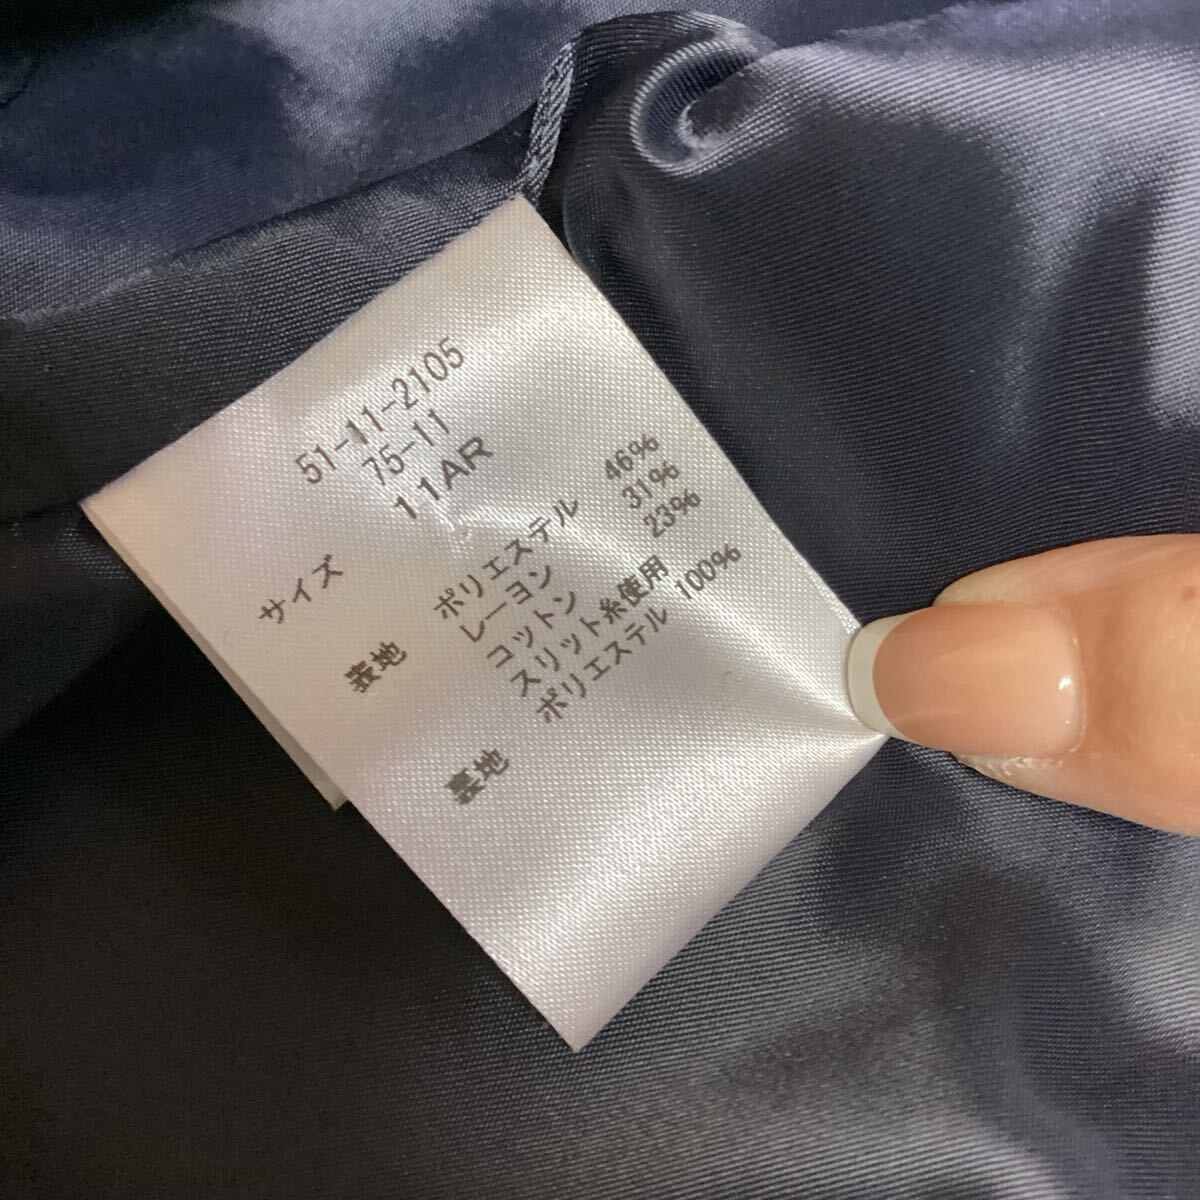 51-11-2105
75-11
サイズ 11AR
表地 ポリエステル 46%
レーヨン 31%
コットン 23%
スリット糸使用
裏地 ポリエステル 100%